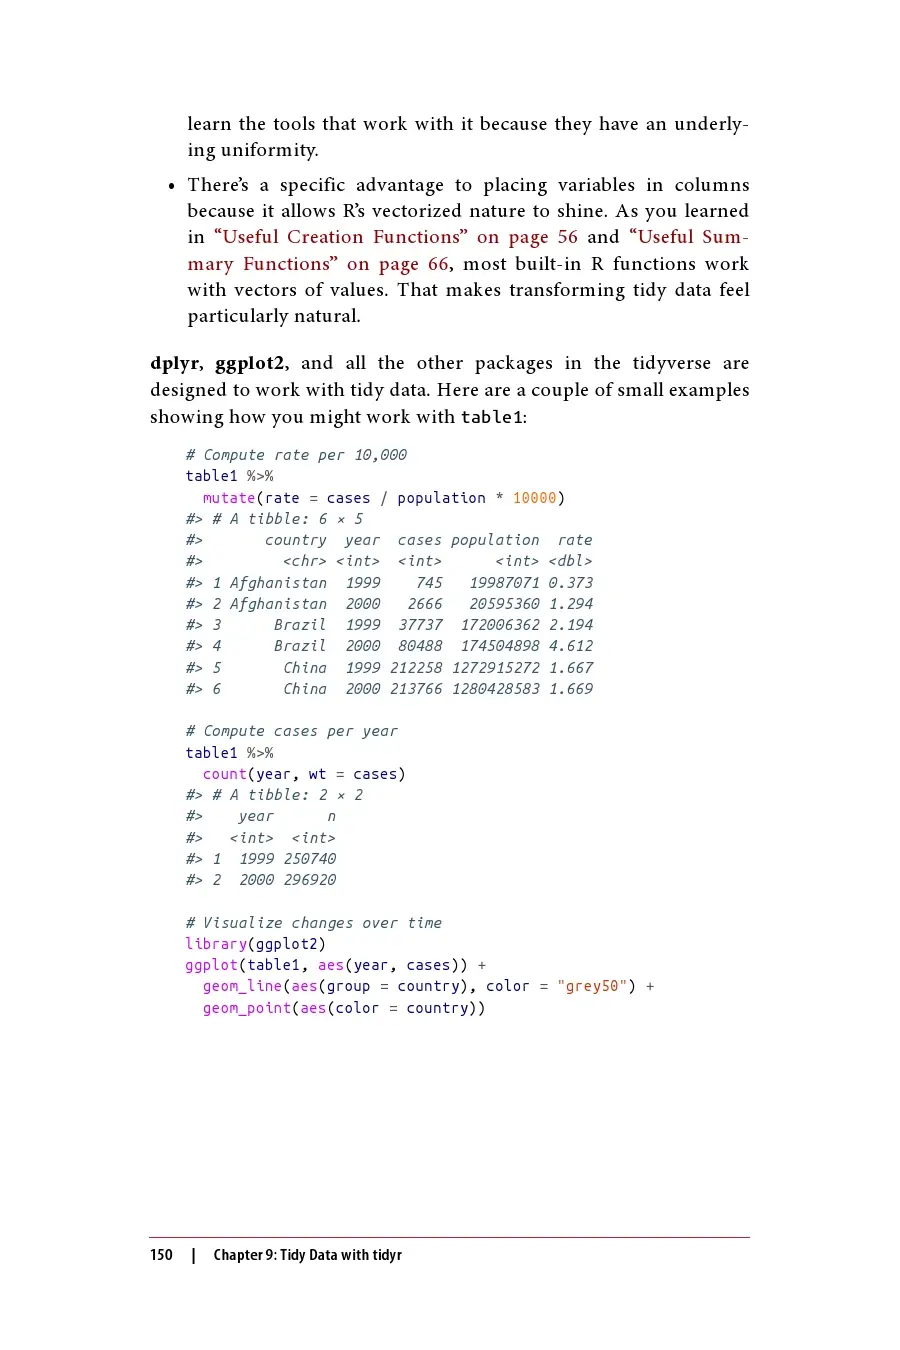 learn the tools that work with it because they have an underly-
ing uniformity.
• There’s a specific advantage to placing variables in columns
because it allows R’s vectorized nature to shine. As you learned
in “Useful Creation Functions” on page 56 and “Useful Sum-
mary Functions” on page 66, most built-in R functions work
with vectors of values. That makes transforming tidy data feel
particularly natural.
dplyr, ggplot2, and all the other packages in the tidyverse are
designed to work with tidy data. Here are a couple of small examples
showing how you might work with table1:
# Compute rate per 10,000
table1 %>%
  mutate(rate = cases / population * 10000)
#> # A tibble: 6 × 5
#>       country  year  cases population  rate
#>         <chr> <int>  <int>      <int> <dbl>
#> 1 Afghanistan  1999    745   19987071 0.373
#> 2 Afghanistan  2000   2666   20595360 1.294
#> 3      Brazil  1999  37737  172006362 2.194
#> 4      Brazil  2000  80488  174504898 4.612
#> 5       China  1999 212258 1272915272 1.667
#> 6       China  2000 213766 1280428583 1.669
# Compute cases per year
table1 %>%
  count(year, wt = cases)
#> # A tibble: 2 × 2
#>    year      n
#>   <int>  <int>
#> 1  1999 250740
#> 2  2000 296920
# Visualize changes over time
library(ggplot2)
ggplot(table1, aes(year, cases)) +
  geom_line(aes(group = country), color = "grey50") +
  geom_point(aes(color = country))
150 | Chapter 9: Tidy Data with tidyr